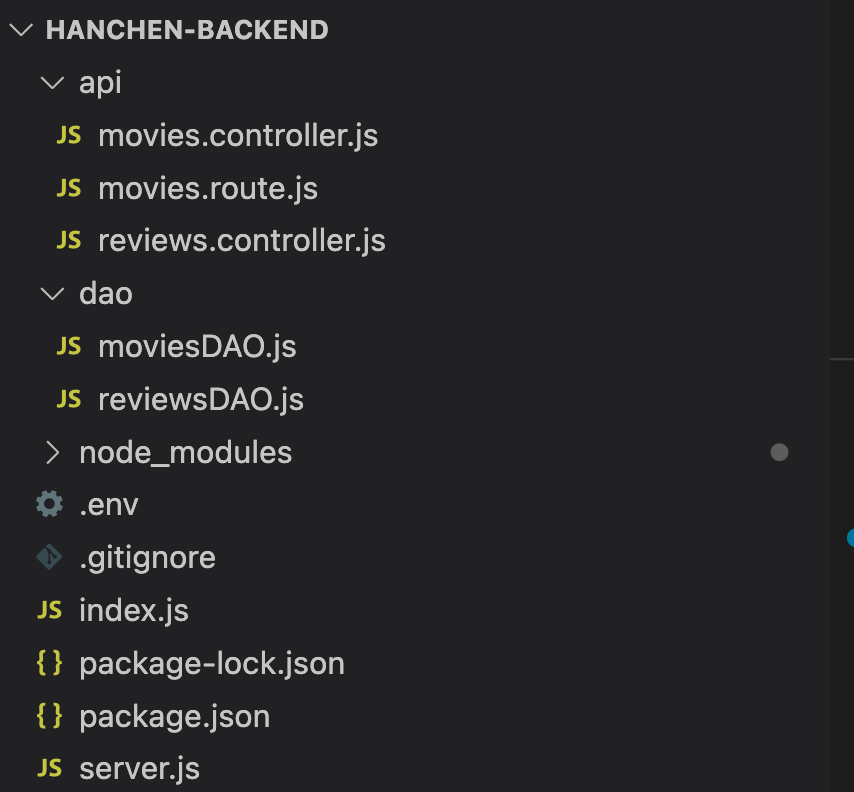 HANCHEN-BACKEND
api
JS movies.controller.js
JS movies.route.js
JS reviews.controller.js
dao
JS moviesDAO.js
JS reviewsDAO.js
node_modules
.env
.gitignore
JS index.js
{} package-lock.json
{} package.json
JS server.js